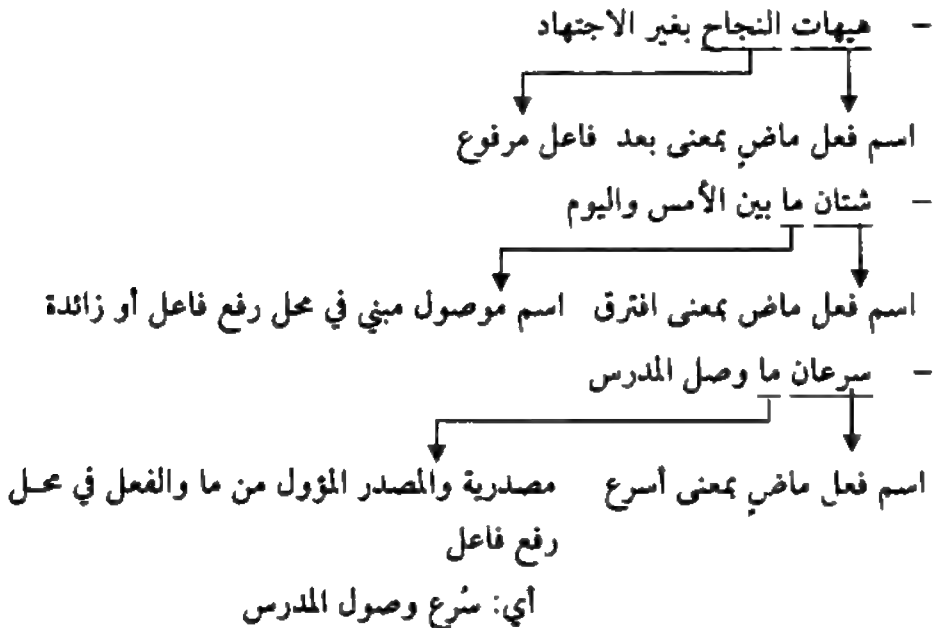 - هيهات النجاح بغير الاجتهاد
اسم فعل ماضٍ بمعنى بعد فاعل مرفوع
- شتان ما بين الأمس واليوم
اسم فعل ماض بمعنى افترق اسم موصول مبني في محل رفع فاعل أو زائدة
- سرعان ما وصل المدرس
اسم فعل ماضٍ بمعنى أسرع مصدرية والمصدر المؤول من ما والفعل في محل
رفع فاعل
أي: سُرع وصول المدرس